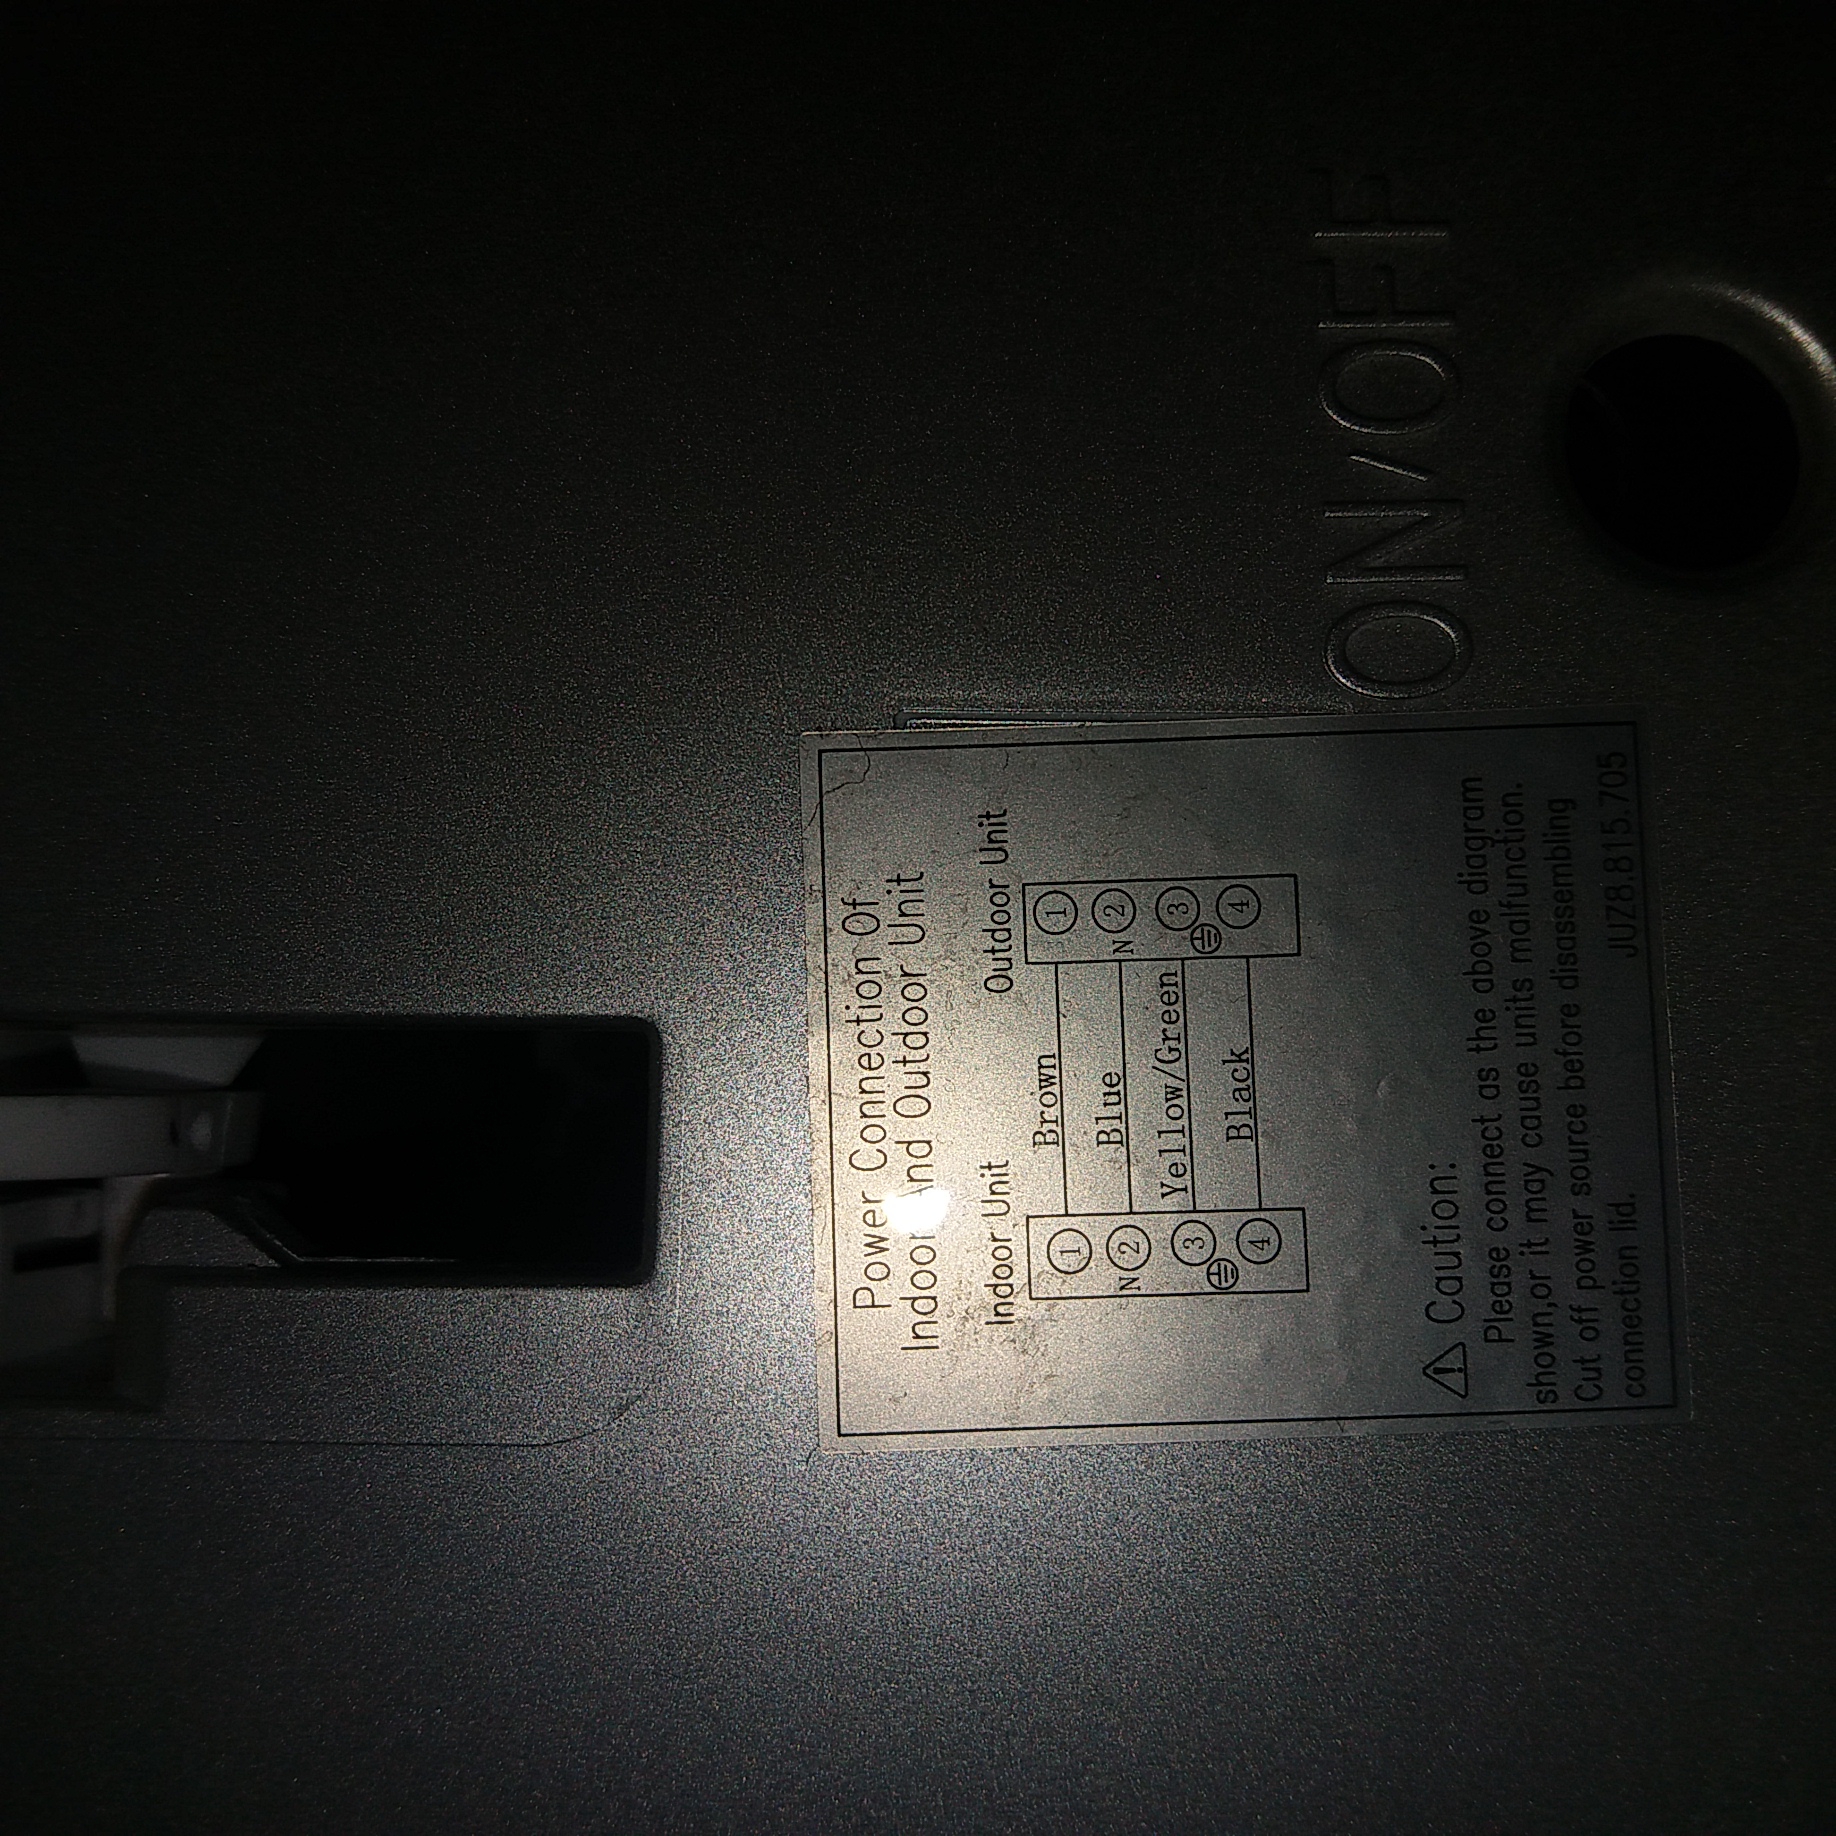 ON/OFF
Power Connection Of
Indoor And Outdoor Unit
Indoor Unit Outdoor Unit
① Brown ①
N② Blue N②
③ Yellow/Green ③
④ Black ④
⚠ Caution:
Please connect as the above diagram
shown,or it may cause units malfunction.
Cut off power source before disassembling
connection lid.
JUZ8.815.705